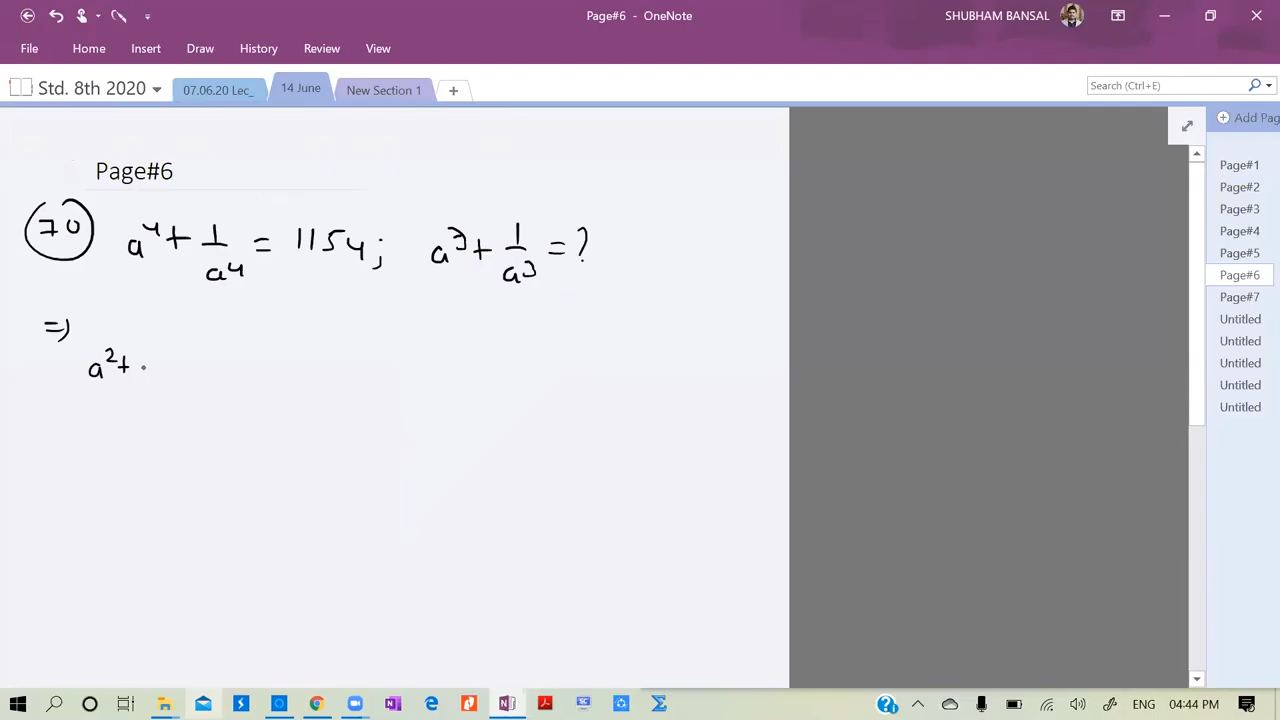 Page#6 - OneNote
SHUBHAM BANSAL
File Home Insert Draw History Review View
Std. 8th 2020 07.06.20 Lec_ 14 June New Section 1 +
Search (Ctrl+E)
Add Pag
Page#6
70 a⁴ + 1/a⁴ = 1154; a³ + 1/a³ = ?
⇒
a² +
Page#1
Page#2
Page#3
Page#4
Page#5
Page#6
Page#7
Untitled
Untitled
Untitled
Untitled
Untitled
ENG 04:44 PM